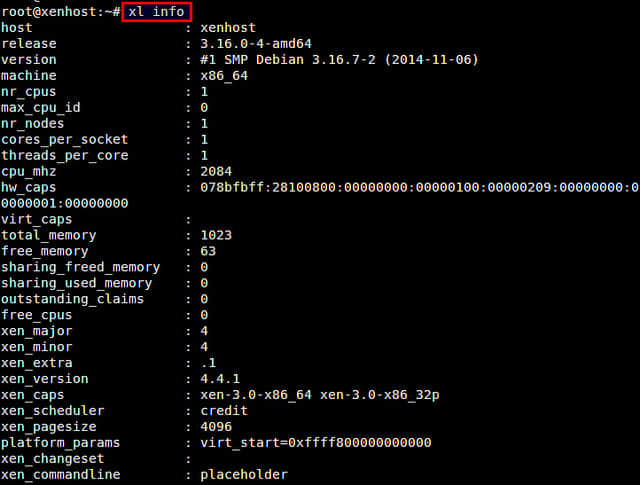 root@xenhost:~# xl info
host                   : xenhost
release                : 3.16.0-4-amd64
version                : #1 SMP Debian 3.16.7-2 (2014-11-06)
machine                : x86_64
nr_cpus                : 1
max_cpu_id             : 0
nr_nodes               : 1
cores_per_socket       : 1
threads_per_core       : 1
cpu_mhz                : 2084
hw_caps                : 078bfbff:28100800:00000000:00000100:00000209:00000000:0
0000001:00000000
virt_caps              :
total_memory           : 1023
free_memory            : 63
sharing_freed_memory   : 0
sharing_used_memory    : 0
outstanding_claims     : 0
free_cpus              : 0
xen_major              : 4
xen_minor              : 4
xen_extra              : .1
xen_version            : 4.4.1
xen_caps               : xen-3.0-x86_64 xen-3.0-x86_32p
xen_scheduler          : credit
xen_pagesize           : 4096
platform_params        : virt_start=0xffff800000000000
xen_changeset          :
xen_commandline        : placeholder